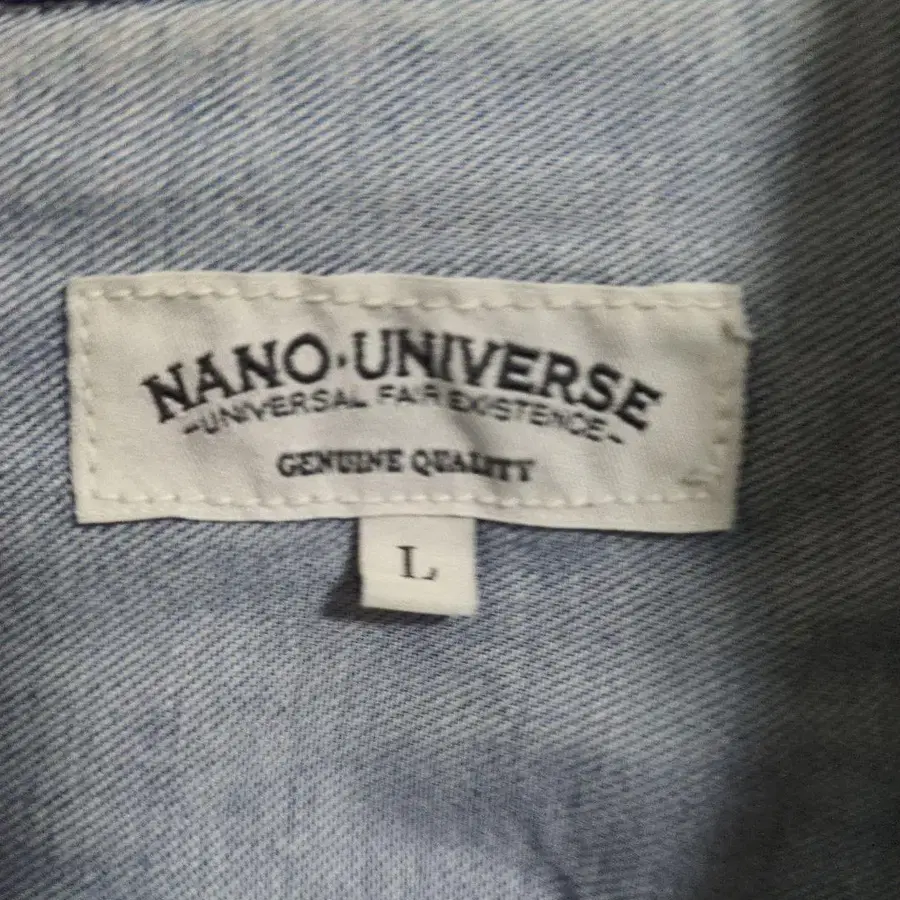 NANO·UNIVERSE
-UNIVERSAL FAIR EXISTENCE-
GENUINE QUALITY
L